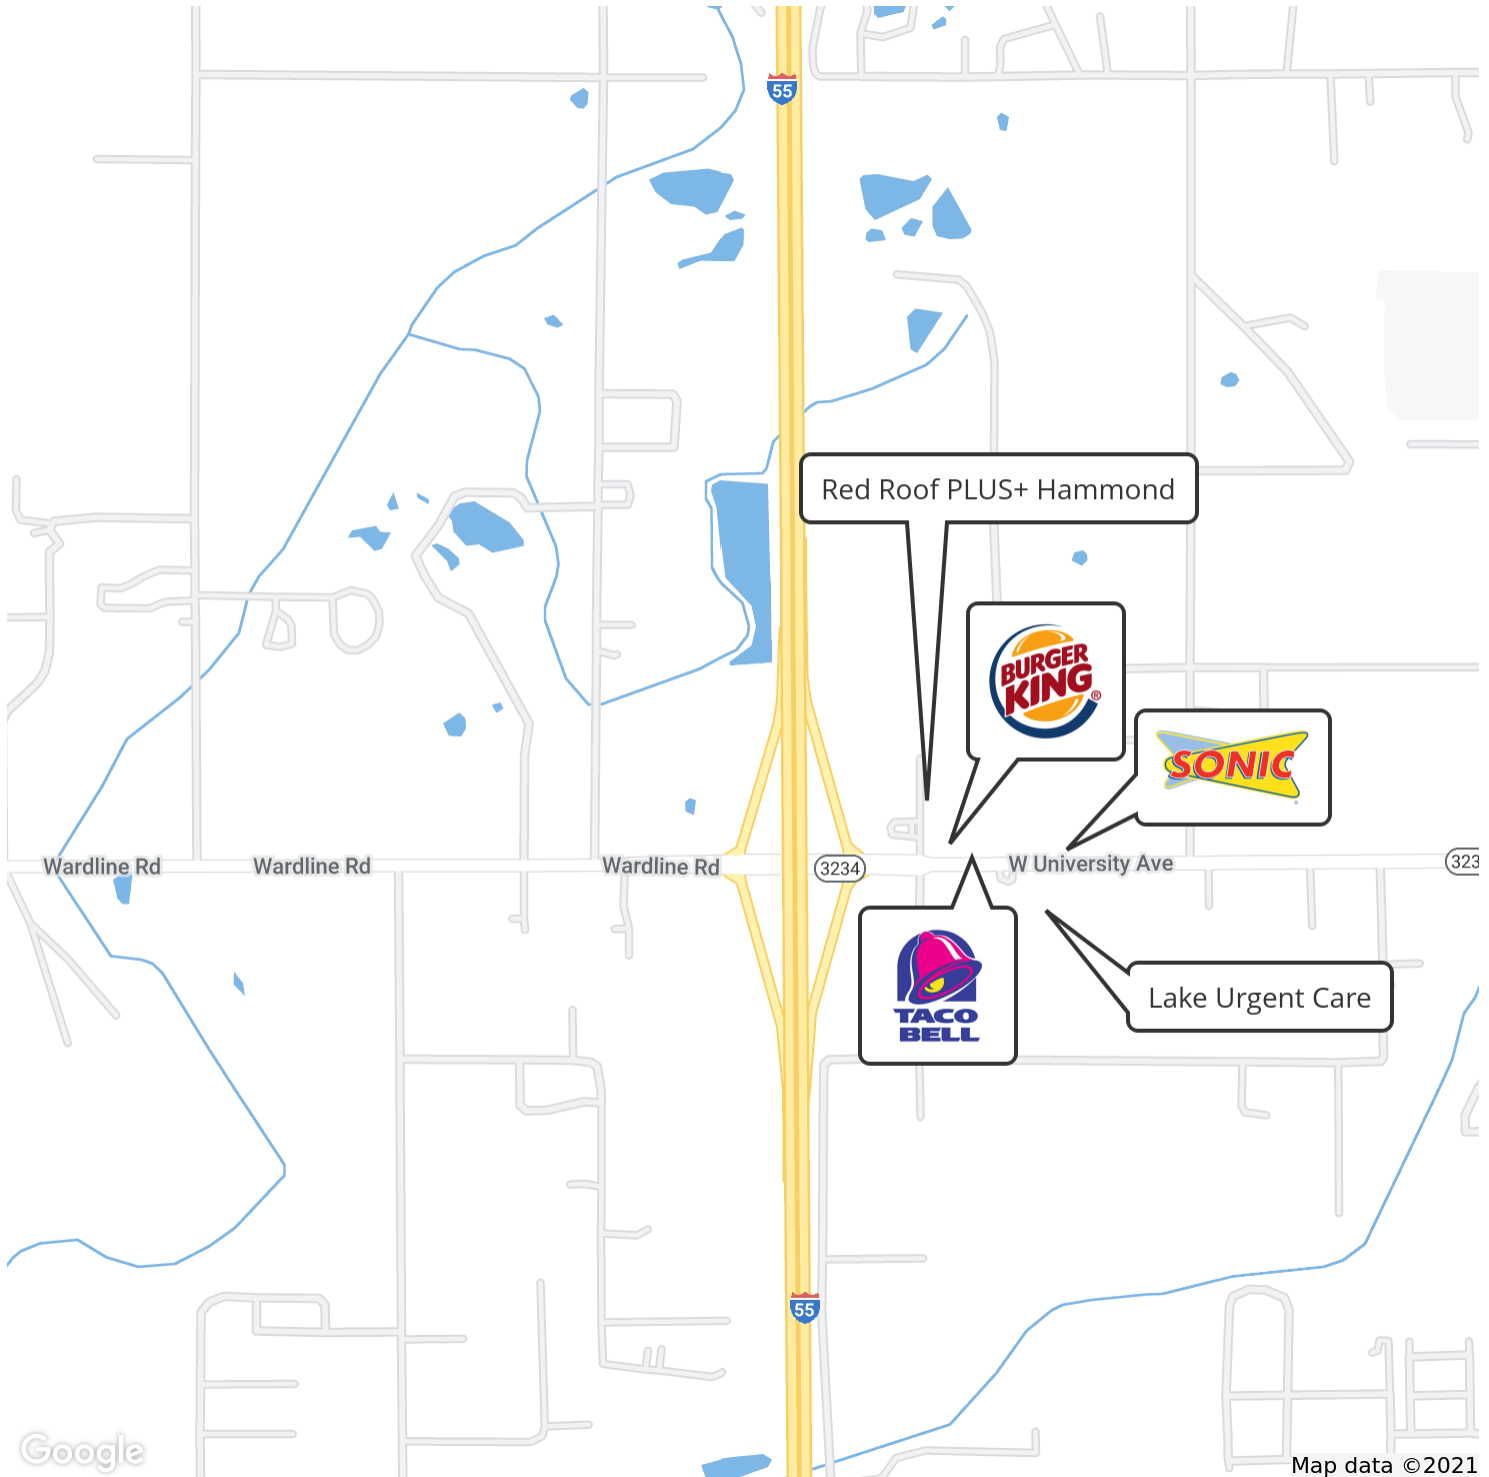 55
Red Roof PLUS+ Hammond
BURGER
KING
®
SONIC
Wardline Rd
Wardline Rd
Wardline Rd
3234
W University Ave
323
TACO
BELL
Lake Urgent Care
55
Google
Map data ©2021